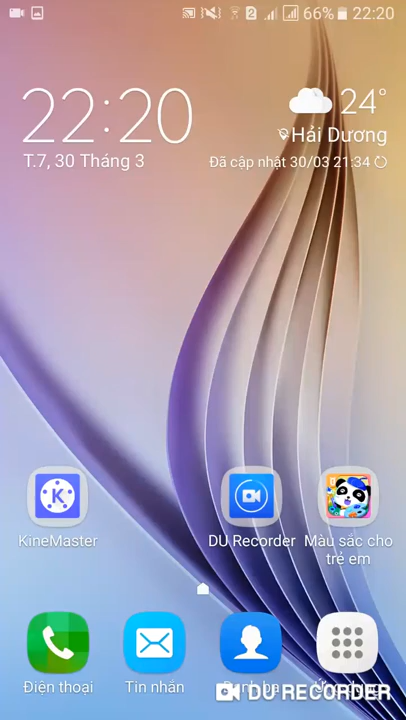 2 66% 22:20
22:20
T.7, 30 Tháng 3
24°
Hải Dương
Đã cập nhật 30/03 21:34
K
KineMaster
DU Recorder
Màu sắc cho
trẻ em
Điện thoại
Tin nhắn
DU RECORDER